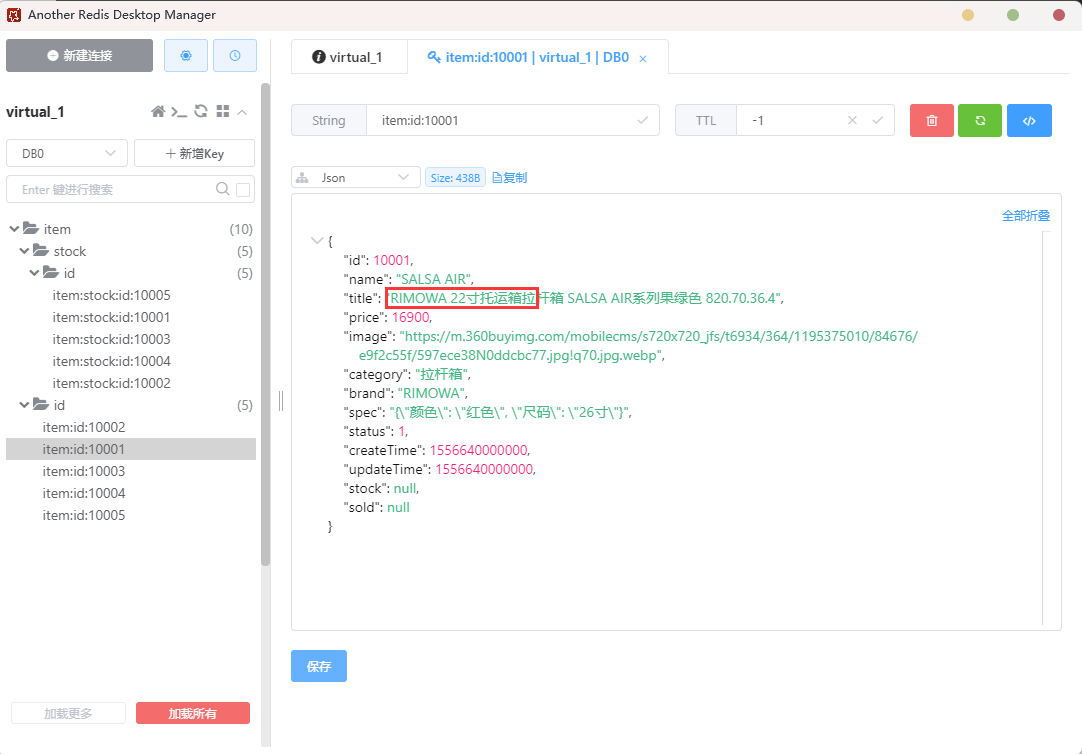 Another Redis Desktop Manager
新建连接
virtual_1
DB0
新增Key
Enter 键进行搜索
item (10)
stock (5)
id (5)
item:stock:id:10005
item:stock:id:10001
item:stock:id:10003
item:stock:id:10004
item:stock:id:10002
id (5)
item:id:10002
item:id:10001
item:id:10003
item:id:10004
item:id:10005
加载更多
加载所有
virtual_1
item:id:10001 | virtual_1 | DB0
String item:id:10001
TTL -1
Json
Size: 438B
复制
全部折叠
{
"id": 10001,
"name": "SALSA AIR",
"title": "RIMOWA 22寸托运箱拉杆箱 SALSA AIR系列果绿色 820.70.36.4",
"price": 16900,
"image": "https://m.360buyimg.com/mobilecms/s720x720_jfs/t6934/364/1195375010/84676/
e9f2c55f/597ece38N0ddcbc77.jpg!q70.jpg.webp",
"category": "拉杆箱",
"brand": "RIMOWA",
"spec": "{\"颜色\": \"红色\", \"尺码\": \"26寸\"}",
"status": 1,
"createTime": 1556640000000,
"updateTime": 1556640000000,
"stock": null,
"sold": null
}
保存